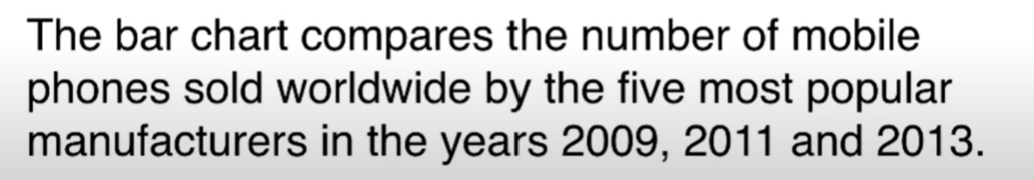 The bar chart compares the number of mobile
phones sold worldwide by the five most popular
manufacturers in the years 2009, 2011 and 2013.